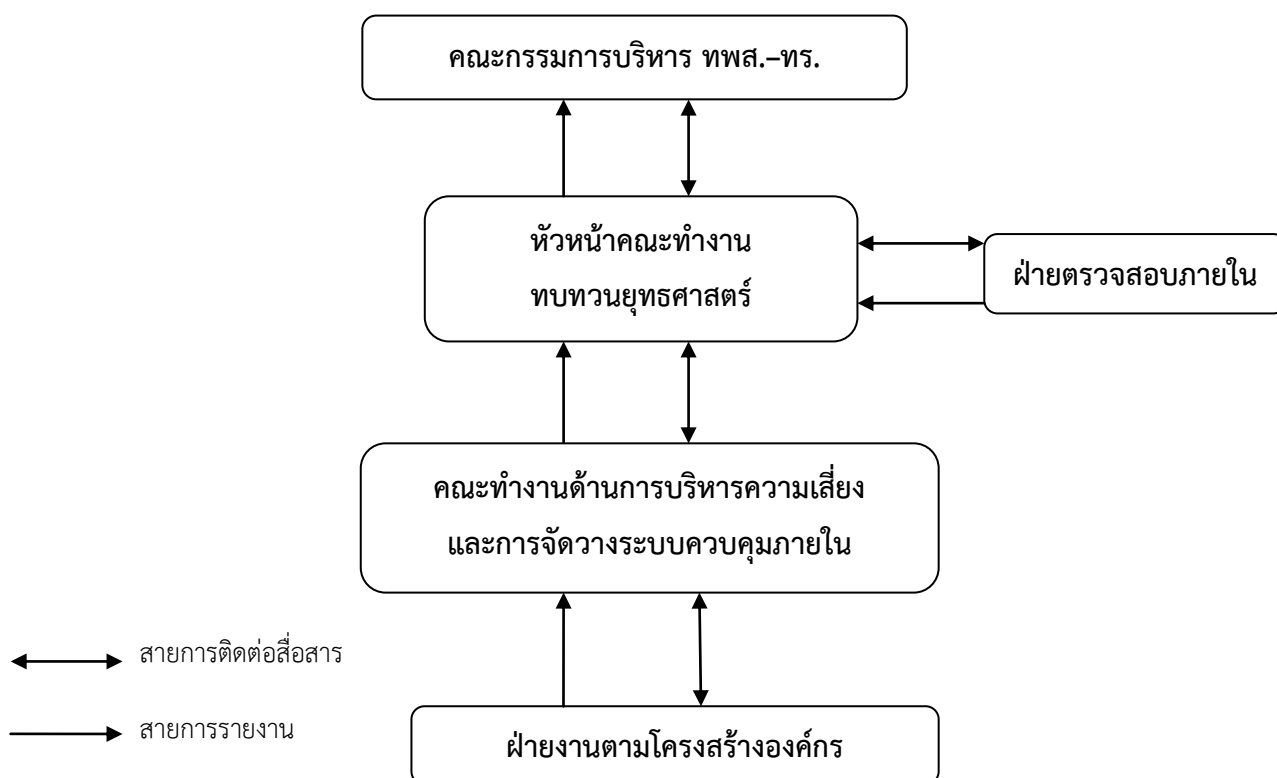 คณะกรรมการบริหาร ทพส.–ทร.
หัวหน้าคณะทำงาน
ทบทวนยุทธศาสตร์
ฝ่ายตรวจสอบภายใน
คณะทำงานด้านการบริหารความเสี่ยง
และการจัดวางระบบควบคุมภายใน
สายการติดต่อสื่อสาร
สายการรายงาน
ฝ่ายงานตามโครงสร้างองค์กร